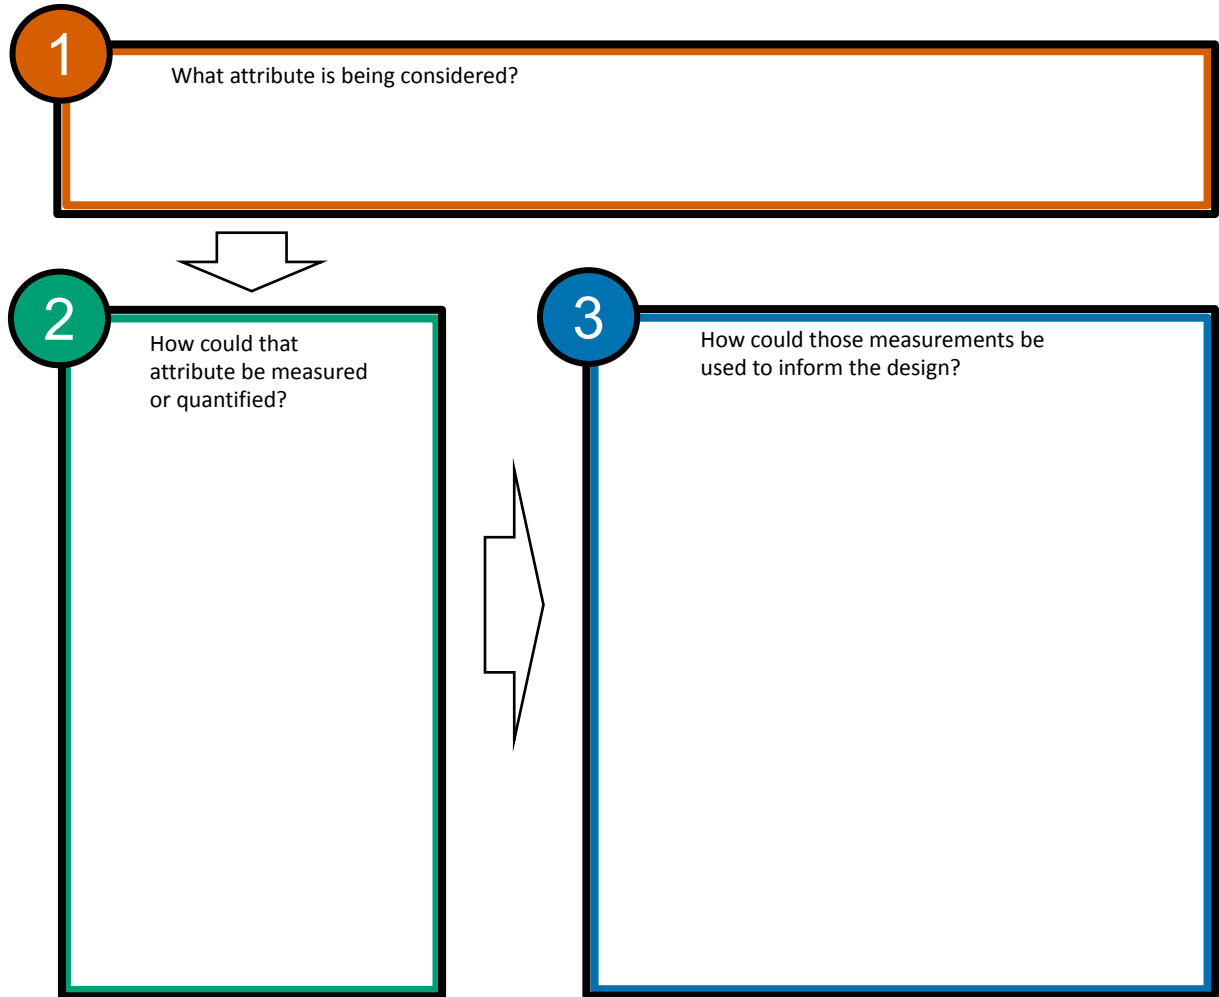 1
What attribute is being considered?
2
How could that
attribute be measured
or quantified?
3
How could those measurements be
used to inform the design?